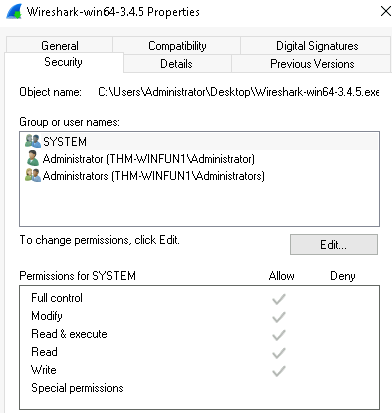 Wireshark-win64-3.4.5 Properties
General Compatibility Digital Signatures
Security Details Previous Versions
Object name: C:\Users\Administrator\Desktop\Wireshark-win64-3.4.5.exe
Group or user names:
SYSTEM
Administrator (THM-WINFUN1\Administrator)
Administrators (THM-WINFUN1\Administrators)
To change permissions, click Edit.
Edit...
Permissions for SYSTEM Allow Deny
Full control
Modify
Read & execute
Read
Write
Special permissions